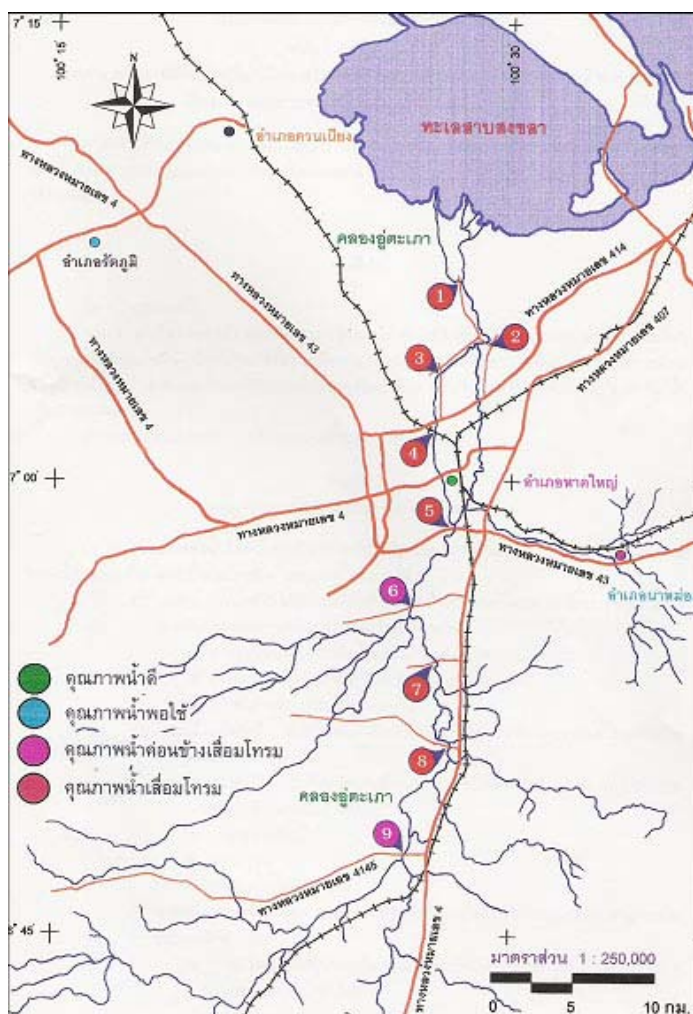 7° 15'
100° 15'
100° 30'
N
อำเภอควนเนียง
ทะเลสาบสงขลา
ทางหลวงหมายเลข 4
คลองอู่ตะเภา
อำเภอรัตภูมิ
ทางหลวงหมายเลข 414
ทางหลวงหมายเลข 43
1
2
3
ทางหลวงหมายเลข 407
ทางหลวงหมายเลข 4
4
7° 00'
อำเภอหาดใหญ่
5
ทางหลวงหมายเลข 4
ทางหลวงหมายเลข 43
6
อำเภอนาหม่อม
คุณภาพน้ำดี
7
คุณภาพน้ำพอใช้
คุณภาพน้ำค่อนข้างเสื่อมโทรม
8
คุณภาพน้ำเสื่อมโทรม
คลองอู่ตะเภา
9
ทางหลวงหมายเลข 4145
6° 45'
ทางหลวงหมายเลข 4
มาตราส่วน 1 : 250,000
0 5 10 กม.